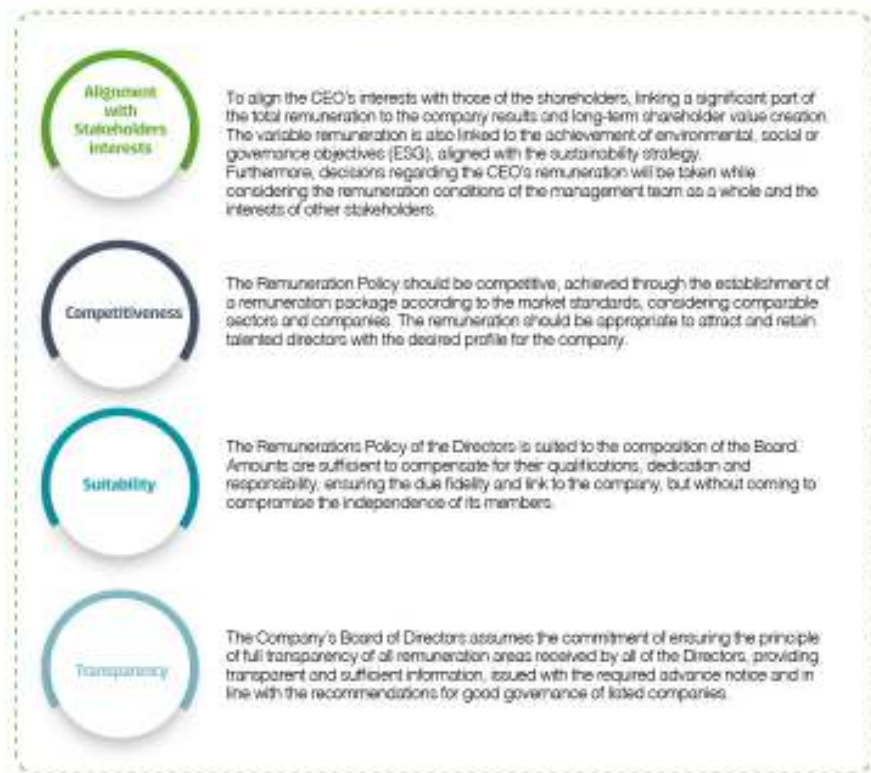 Alignment
with
Stakeholders
interests
To align the CEO's interests with those of the shareholders, linking a significant part of
the total remuneration to the company results and long-term shareholder value creation.
The variable remuneration is also linked to the achievement of environmental, social or
governance objectives (ESG), aligned with the sustainability strategy.
Furthermore, decisions regarding the CEO's remuneration will be taken while
considering the remuneration conditions of the management team as a whole and the
interests of other stakeholders.
Competitiveness
The Remuneration Policy should be competitive, achieved through the establishment of
a remuneration package according to the market standards, considering comparable
sectors and companies. The remuneration should be appropriate to attract and retain
talented directors with the desired profile for the company.
Suitability
The Remunerations Policy of the Directors is suited to the composition of the Board.
Amounts are sufficient to compensate for their qualifications, dedication and
responsibility, ensuring the due fidelity and link to the company, but without coming to
compromise the independence of its members.
Transparency
The Company's Board of Directors assumes the commitment of ensuring the principle
of full transparency of all remuneration areas received by all of the Directors, providing
transparent and sufficient information, issued with the required advance notice and in
line with the recommendations for good governance of listed companies.